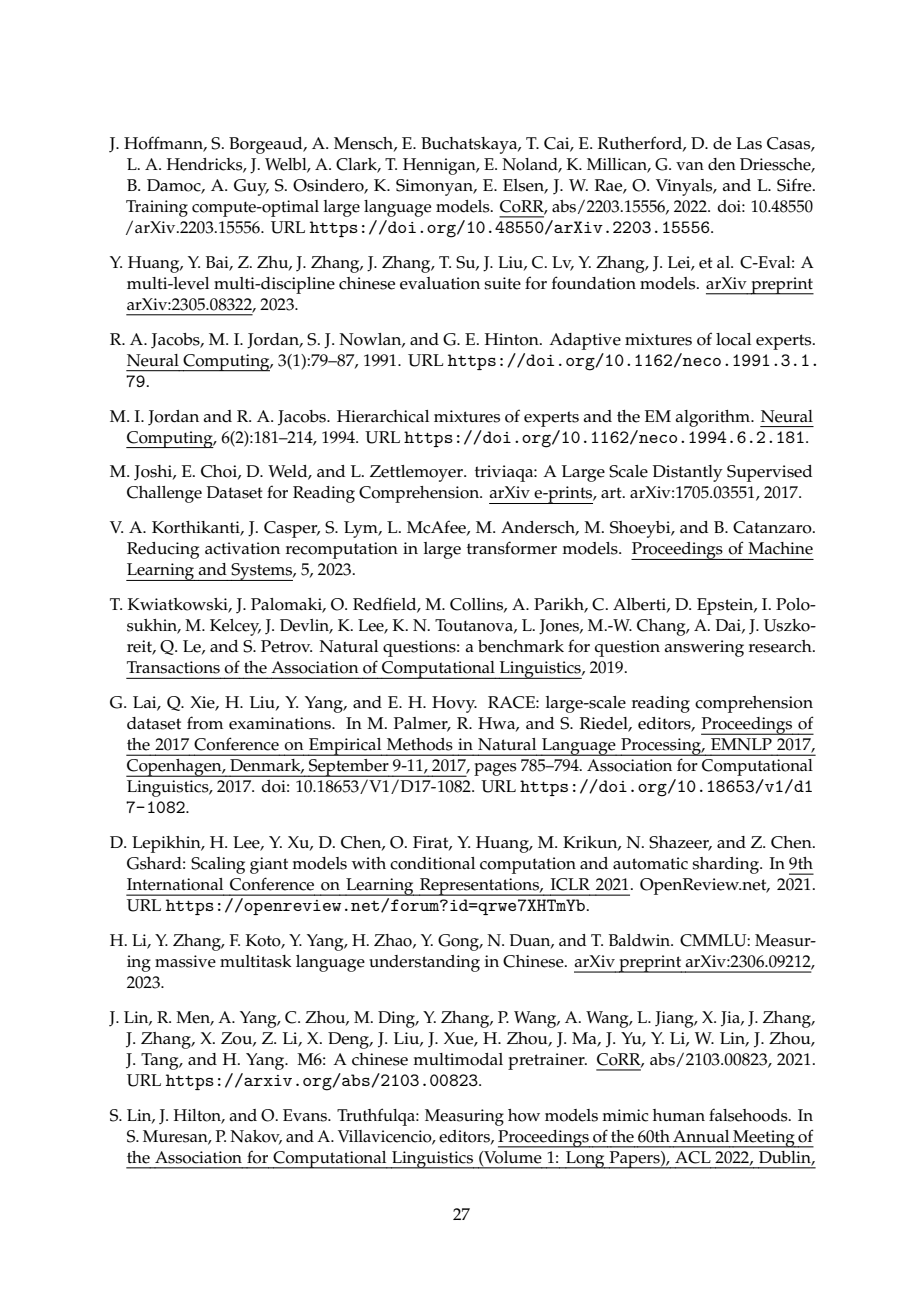 J. Hoffmann, S. Borgeaud, A. Mensch, E. Buchatskaya, T. Cai, E. Rutherford, D. de Las Casas,
L. A. Hendricks, J. Welbl, A. Clark, T. Hennigan, E. Noland, K. Millican, G. van den Driessche,
B. Damoc, A. Guy, S. Osindero, K. Simonyan, E. Elsen, J. W. Rae, O. Vinyals, and L. Sifre.
Training compute-optimal large language models. CoRR, abs/2203.15556, 2022. doi: 10.48550
/arXiv.2203.15556. URL https://doi.org/10.48550/arXiv.2203.15556.
Y. Huang, Y. Bai, Z. Zhu, J. Zhang, J. Zhang, T. Su, J. Liu, C. Lv, Y. Zhang, J. Lei, et al. C-Eval: A
multi-level multi-discipline chinese evaluation suite for foundation models. arXiv preprint
arXiv:2305.08322, 2023.
R. A. Jacobs, M. I. Jordan, S. J. Nowlan, and G. E. Hinton. Adaptive mixtures of local experts.
Neural Computing, 3(1):79–87, 1991. URL https://doi.org/10.1162/neco.1991.3.1.
79.
M. I. Jordan and R. A. Jacobs. Hierarchical mixtures of experts and the EM algorithm. Neural
Computing, 6(2):181–214, 1994. URL https://doi.org/10.1162/neco.1994.6.2.181.
M. Joshi, E. Choi, D. Weld, and L. Zettlemoyer. triviaqa: A Large Scale Distantly Supervised
Challenge Dataset for Reading Comprehension. arXiv e-prints, art. arXiv:1705.03551, 2017.
V. A. Korthikanti, J. Casper, S. Lym, L. McAfee, M. Andersch, M. Shoeybi, and B. Catanzaro.
Reducing activation recomputation in large transformer models. Proceedings of Machine
Learning and Systems, 5, 2023.
T. Kwiatkowski, J. Palomaki, O. Redfield, M. Collins, A. Parikh, C. Alberti, D. Epstein, I. Polo-
sukhin, M. Kelcey, J. Devlin, K. Lee, K. N. Toutanova, L. Jones, M.-W. Chang, A. Dai, J. Uszko-
reit, Q. Le, and S. Petrov. Natural questions: a benchmark for question answering research.
Transactions of the Association of Computational Linguistics, 2019.
G. Lai, Q. Xie, H. Liu, Y. Yang, and E. H. Hovy. RACE: large-scale reading comprehension
dataset from examinations. In M. Palmer, R. Hwa, and S. Riedel, editors, Proceedings of
the 2017 Conference on Empirical Methods in Natural Language Processing, EMNLP 2017,
Copenhagen, Denmark, September 9-11, 2017, pages 785–794. Association for Computational
Linguistics, 2017. doi: 10.18653/V1/D17-1082. URL https://doi.org/10.18653/v1/d1
7-1082.
D. Lepikhin, H. Lee, Y. Xu, D. Chen, O. Firat, Y. Huang, M. Krikun, N. Shazeer, and Z. Chen.
Gshard: Scaling giant models with conditional computation and automatic sharding. In 9th
International Conference on Learning Representations, ICLR 2021. OpenReview.net, 2021.
URL https://openreview.net/forum?id=qrwe7XHTmYb.
H. Li, Y. Zhang, F. Koto, Y. Yang, H. Zhao, Y. Gong, N. Duan, and T. Baldwin. CMMLU: Measur-
ing massive multitask language understanding in Chinese. arXiv preprint arXiv:2306.09212,
2023.
J. Lin, R. Men, A. Yang, C. Zhou, M. Ding, Y. Zhang, P. Wang, A. Wang, L. Jiang, X. Jia, J. Zhang,
J. Zhang, X. Zou, Z. Li, X. Deng, J. Liu, J. Xue, H. Zhou, J. Ma, J. Yu, Y. Li, W. Lin, J. Zhou,
J. Tang, and H. Yang. M6: A chinese multimodal pretrainer. CoRR, abs/2103.00823, 2021.
URL https://arxiv.org/abs/2103.00823.
S. Lin, J. Hilton, and O. Evans. Truthfulqa: Measuring how models mimic human falsehoods. In
S. Muresan, P. Nakov, and A. Villavicencio, editors, Proceedings of the 60th Annual Meeting of
the Association for Computational Linguistics (Volume 1: Long Papers), ACL 2022, Dublin,
27